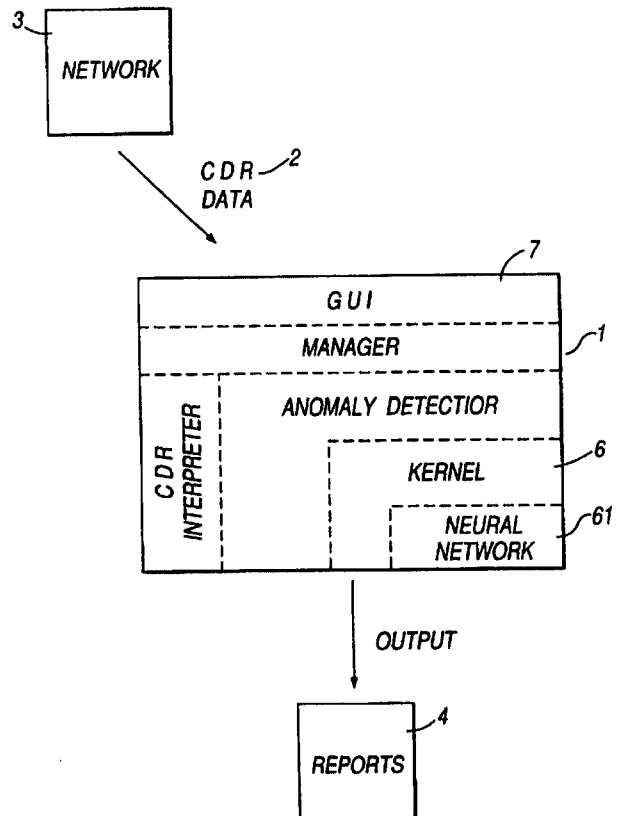 3
NETWORK
CDR
DATA
2
7
GUI
MANAGER
1
CDR
INTERPRETER
ANOMALY DETECTIOR
KERNEL
6
NEURAL
NETWORK
61
OUTPUT
4
REPORTS